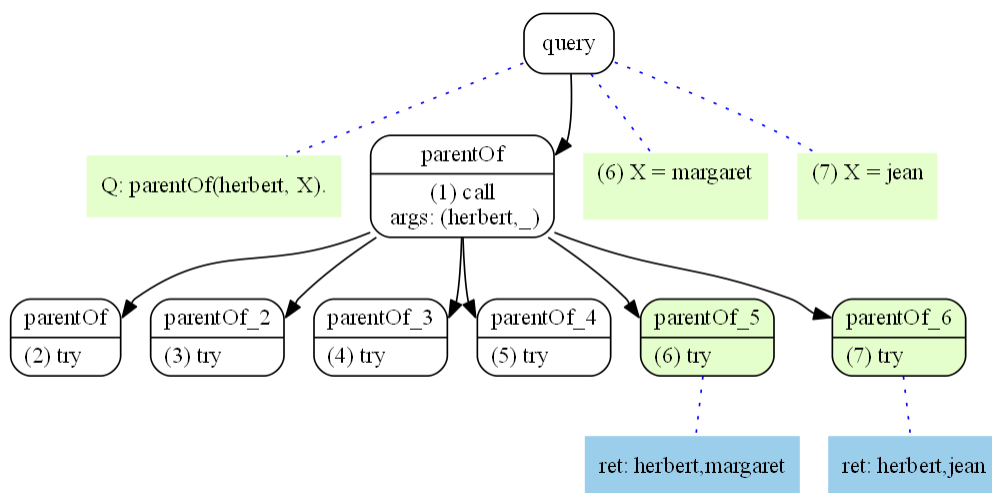 query
Q: parentOf(herbert, X).
parentOf
(1) call
args: (herbert,_)
(6) X = margaret
(7) X = jean
parentOf
(2) try
parentOf_2
(3) try
parentOf_3
(4) try
parentOf_4
(5) try
parentOf_5
(6) try
parentOf_6
(7) try
ret: herbert,margaret
ret: herbert,jean